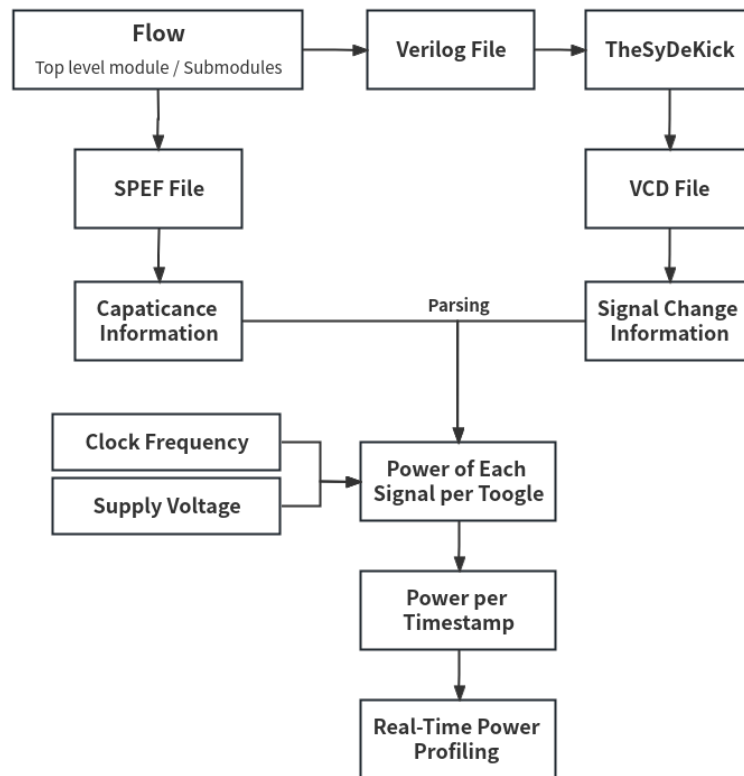 Flow
Top level module / Submodules
Verilog File
TheSyDeKick
SPEF File
VCD File
Capaticance
Information
Parsing
Signal Change
Information
Clock Frequency
Supply Voltage
Power of Each
Signal per Toogle
Power per
Timestamp
Real-Time Power
Profiling